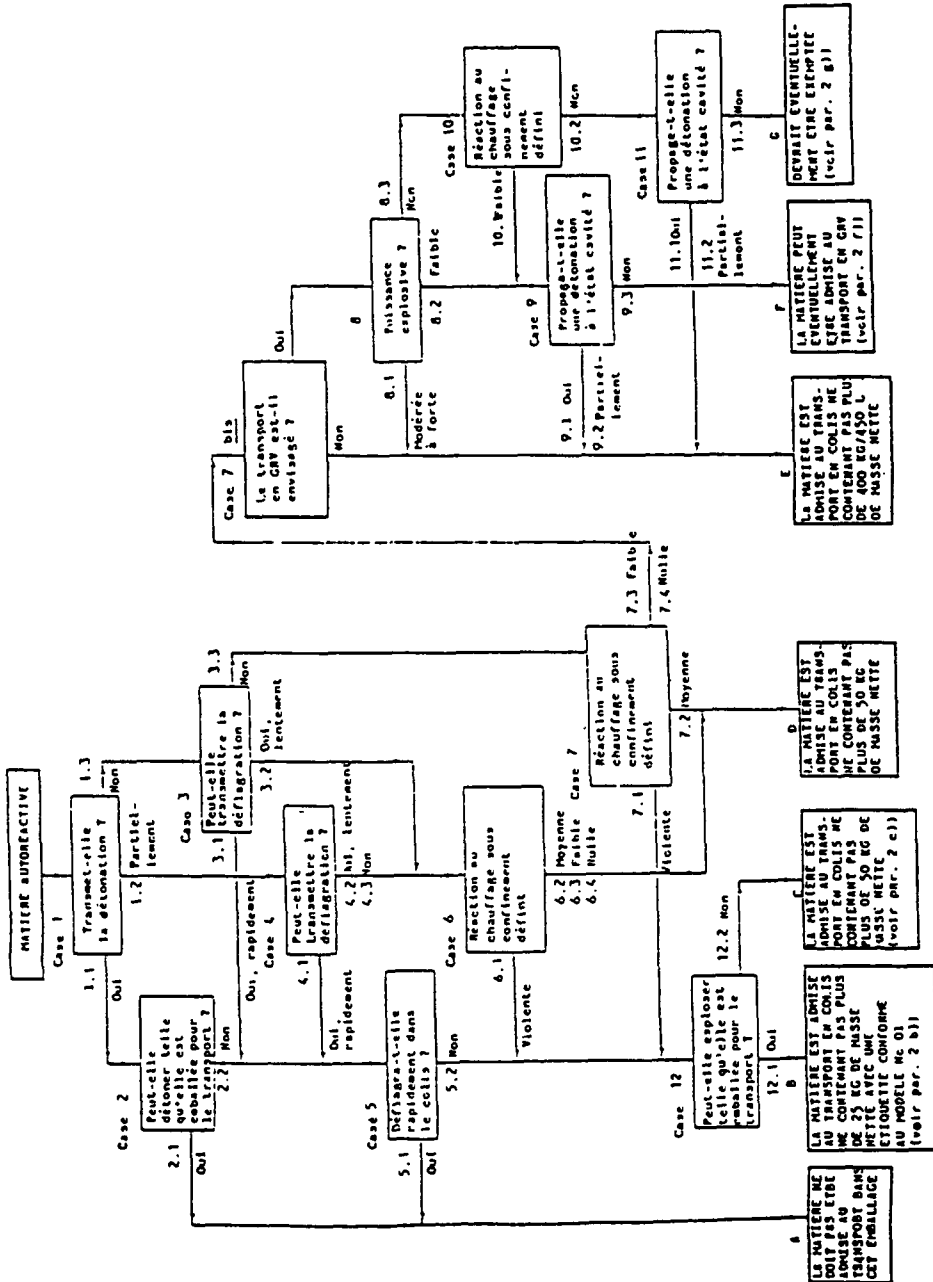 MATIERE AUTOREACTIVE
Case 1
Transmet-elle
la détonation ?
1.1
Oui
1.2
Partiel-
lement
1.3
Non
Case 2
Peut-elle
détoner telle
qu'elle est
emballée pour
le transport ?
2.1
Oui
2.2
Non
Case 3
Peut-elle
transmettre la
déflagration ?
3.1
Oui, rapidement
3.2
Oui,
lentement
3.3
Non
Case 4
Peut-elle
transmettre la
déflagration ?
4.1
Oui,
rapidement
4.2
lentement
4.3 Non
Case 5
Déflagra-t-elle
rapidement dans
le colis ?
5.1
Oui
5.2
Non
Case 6
Réaction au
chauffage sous
confinement
défini
6.1
Violente
6.2 Moyenne
6.3 Faible
6.4 Nulle
Case 7
Réaction au
chauffage sous
confinement
défini
7.1
Violente
7.2 Moyenne
7.3 Faible
7.4 Nulle
Case 7 bis
Le transport
en GRV est-il
envisagé ?
Oui
Non
8
Puissance
explosive ?
8.1
Modérée
à forte
8.2
Faible
8.3
Non
Case 9
Propage-t-elle
une détonation
à l'état cavité ?
9.1 Oui
9.2 Partiel-
lement
9.3 Non
Case 10
Réaction au
chauffage
sous confi-
nement
défini
10. Faible
10.2 Non
Case 11
Propage-t-elle
une détonation
à l'état cavité ?
11.1 Oui
11.2
Partiel-
lement
11.3 Non
Case
12
Peut-elle exploser
telle qu'elle est
emballée pour le
transport ?
12.1 Oui
12.2 Non
A
LA MATIERE NE
DOIT PAS ETRE
ADMISE AU
TRANSPORT DANS
CET EMBALLAGE
B
LA MATIERE EST ADMISE
AU TRANSPORT EN COLIS
NE CONTENANT PAS PLUS
DE 25 KG DE MASSE
NETTE AVEC UNE
ETIQUETTE CONFORME
AU MODELE No 01
(voir par. 2 b))
C
LA MATIERE EST
ADMISE AU TRANS-
PORT EN COLIS NE
CONTENANT PAS
PLUS DE 50 KG DE
MASSE NETTE
(voir par. 2 c))
D
LA MATIERE EST
ADMISE AU TRANS-
PORT EN COLIS
NE CONTENANT PAS
PLUS DE 50 KG
DE MASSE NETTE
E
LA MATIERE EST
ADMISE AU TRANS-
PORT EN COLIS NE
CONTENANT PAS PLUS
DE 400 KG/450 L
DE MASSE NETTE
F
LA MATIERE PEUT
EVENTUELLEMENT
ETRE ADMISE AU
TRANSPORT EN GRV
(voir par. 2 f))
G
DEVRAIT EVENTUELLE-
MENT ETRE EXEMPTEE
(voir par. 2 g))